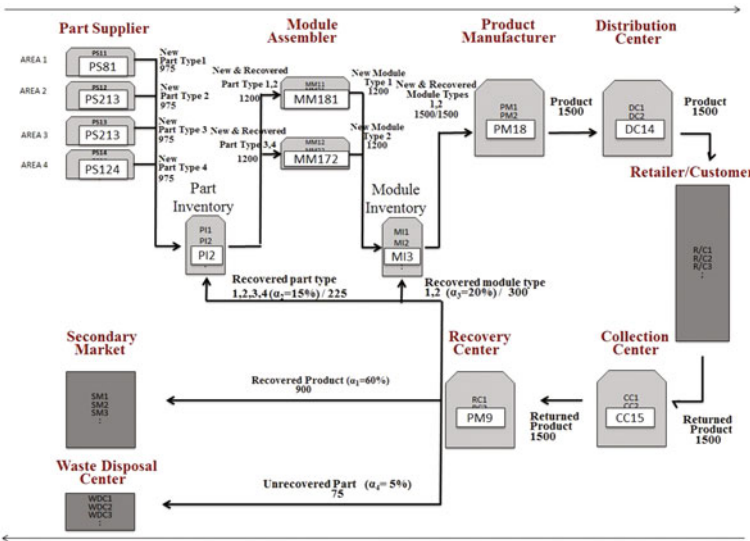 Part Supplier
Module
Assembler
Product
Manufacturer
Distribution
Center
AREA 1
PS11
PS81
New
Part Type1
975
AREA 2
PS12
PS213
New
Part Type 2
975
AREA 3
PS13
PS213
New
Part Type 3
975
AREA 4
PS14
PS124
New
Part Type 4
975
New & Recovered
Part Type 1,2
1200
MM11
MM181
New Module
Type 1
1200
New & Recovered
Part Type 3,4
1200
MM12
MM172
New Module
Type 2
1200
New & Recovered
Module Types
1,2
1500/1500
PM1
PM2
PM18
Product
1500
DC1
DC2
DC14
Product
1500
Part
Inventory
PI1
PI2
PI2
:
Module
Inventory
MI1
MI2
MI3
:
Retailer/Customer
R/C1
R/C2
R/C3
:
Recovered part type
1,2,3,4 (α₂=15%) / 225
Recovered module type
1,2 (α₃=20%) / 300
Secondary
Market
SM1
SM2
SM3
:
Recovered Product (α₁=60%)
900
Recovery
Center
RC1
PM9
Returned
Product
1500
Collection
Center
CC1
CC2
CC15
Returned
Product
1500
Waste Disposal
Center
WDC1
WDC2
WDC3
:
Unrecovered Part (α₄= 5%)
75